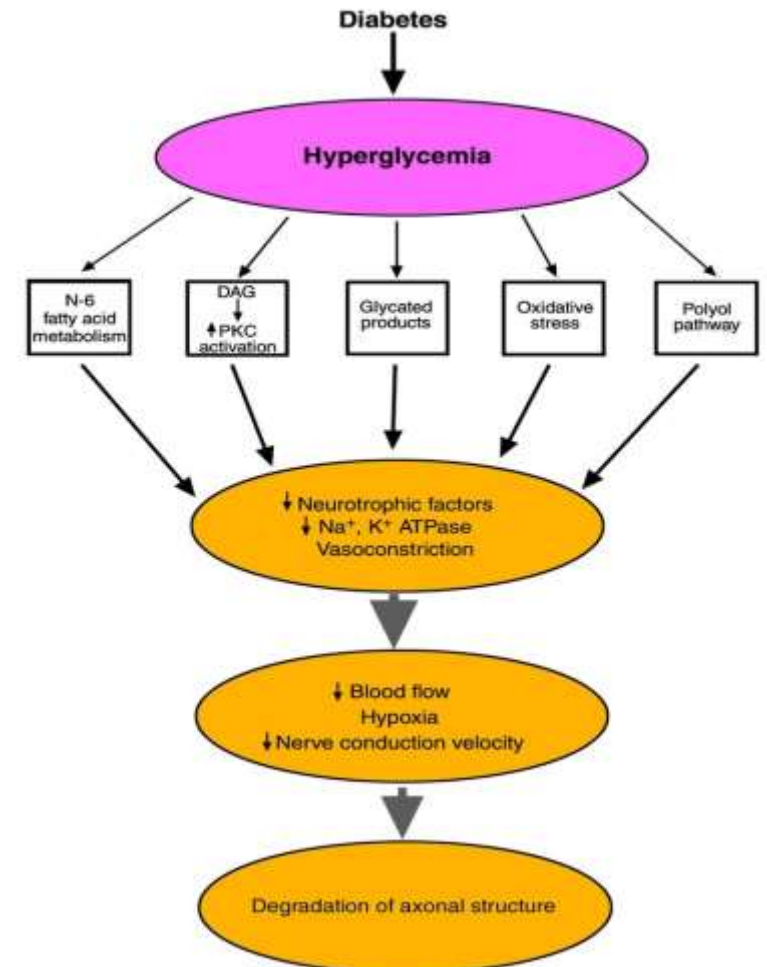 Diabetes
Hyperglycemia
N-6
fatty acid
metabolism
DAG
↓
↑PKC
activation
Glycated
products
Oxidative
stress
Polyol
pathway
↓ Neurotrophic factors
↓ Na⁺, K⁺ ATPase
Vasoconstriction
↓ Blood flow
Hypoxia
↓ Nerve conduction velocity
Degradation of axonal structure